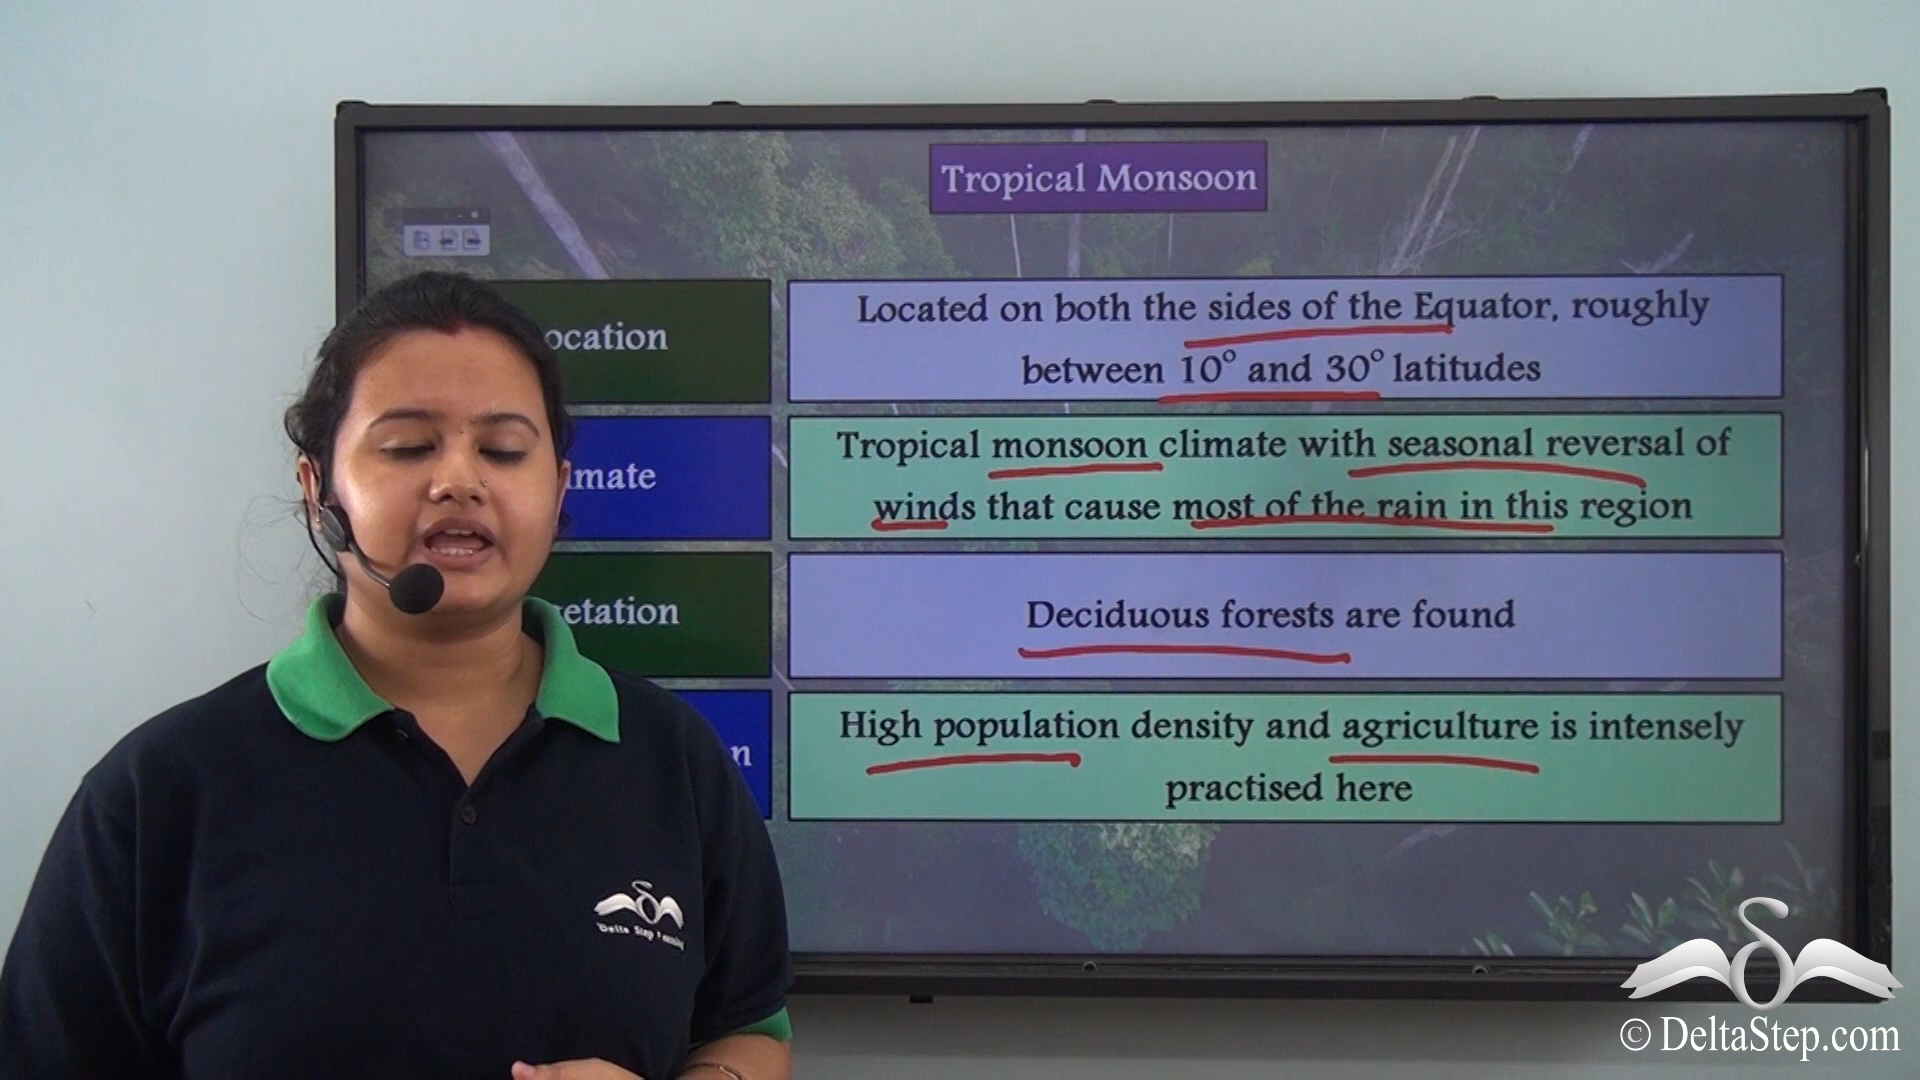 Tropical Monsoon
ocation
Located on both the sides of the Equator, roughly
between 10° and 30° latitudes
imate
Tropical monsoon climate with seasonal reversal of
winds that cause most of the rain in this region
etation
Deciduous forests are found
n
High population density and agriculture is intensely
practised here
Delta Step
© DeltaStep.com